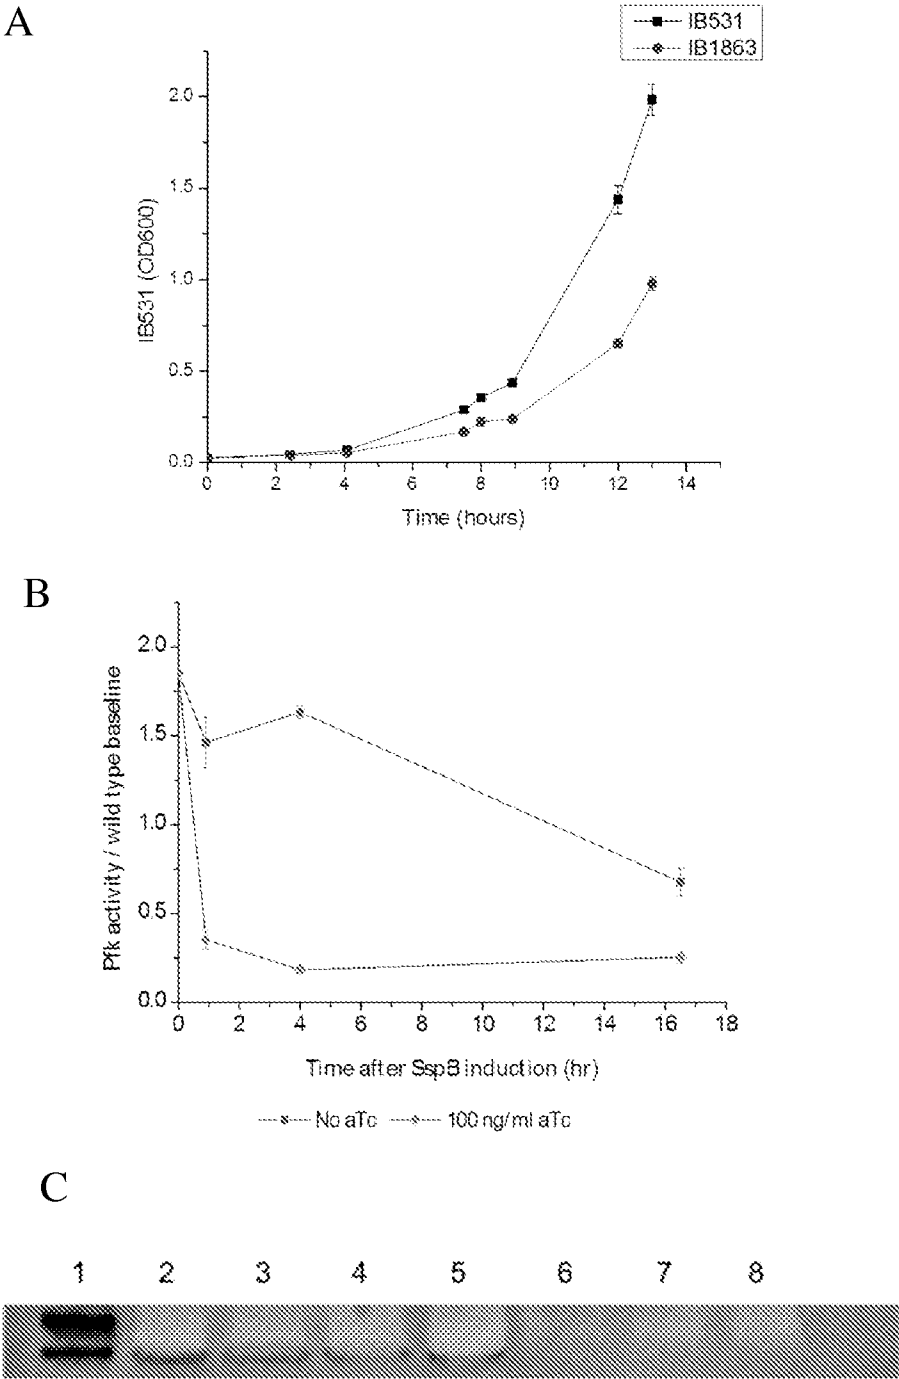 A
IB531
IB1863
2.0
1.5
1.0
0.5
0.0
IB531 (OD600)
0 2 4 6 8 10 12 14
Time (hours)
B
2.0
1.5
1.0
0.5
0.0
Pfk activity / wild type baseline
0 2 4 6 8 10 12 14 16 18
Time after SspB induction (hr)
No aTc 100 ng/ml aTc
C
1 2 3 4 5 6 7 8